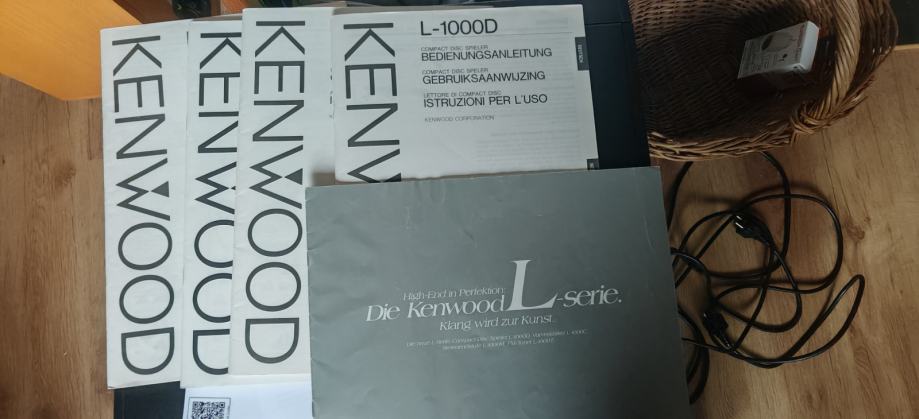 KENWOOD
KENWOOD
KENWOOD
KENW
L-1000D
COMPACT DISC SPIELER
BEDIENUNGSANLEITUNG
COMPACT DISC SPELER
GEBRUIKSAANWIJZING
LETTORE DI COMPACT DISC
ISTRUZIONI PER L'USO
KENWOOD CORPORATION
High-End in Perfektion:
Die Kenwood L-serie.
Klang wird zur Kunst.